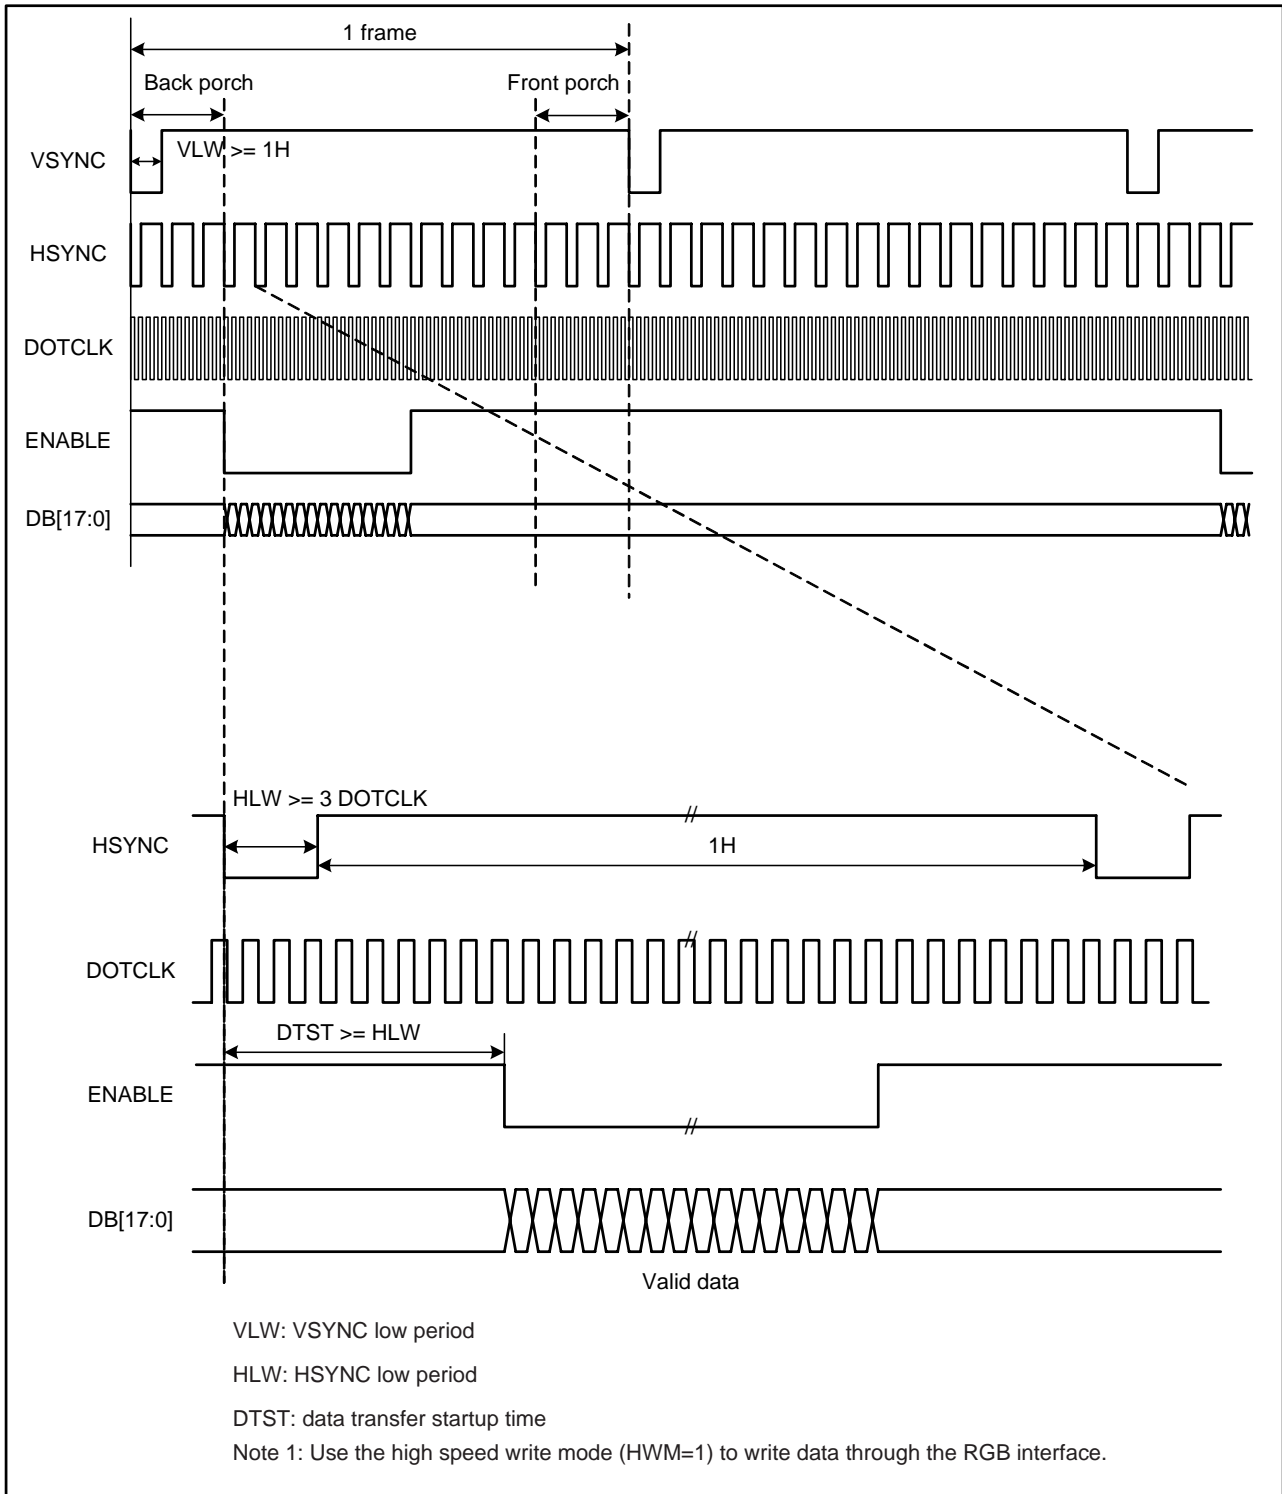 1 frame
Back porch
Front porch
VLW >= 1H
VSYNC
HSYNC
DOTCLK
ENABLE
DB[17:0]
HLW >= 3 DOTCLK
//
HSYNC
1H
//
DOTCLK
DTST >= HLW
ENABLE
//
DB[17:0]
Valid data
VLW: VSYNC low period
HLW: HSYNC low period
DTST: data transfer startup time
Note 1: Use the high speed write mode (HWM=1) to write data through the RGB interface.